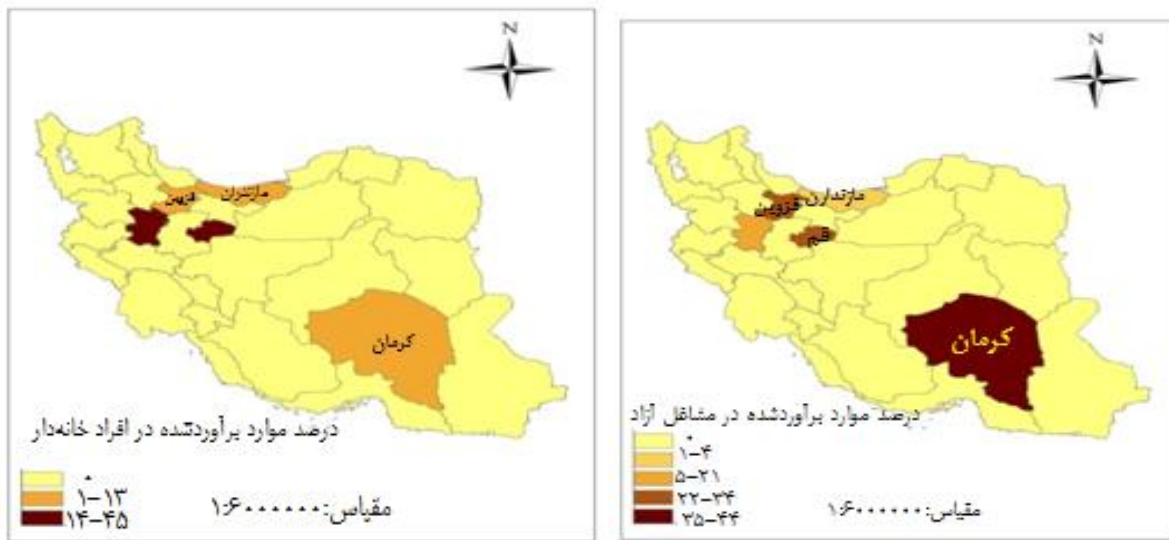 N
مازندران
قزوین
کرمان
درصد موارد برآوردشده در افراد خانه‌دار
۰
۱-۱۳
۱۴-۴۵
مقیاس:۱:۶۰۰۰۰۰۰
N
مازندارن
قزوین
قم
کرمان
درصد موارد برآوردشده در مشاغل آزاد
۰
۱-۴
۵-۲۱
۲۲-۳۴
۳۵-۴۴
مقیاس:۱:۶۰۰۰۰۰۰